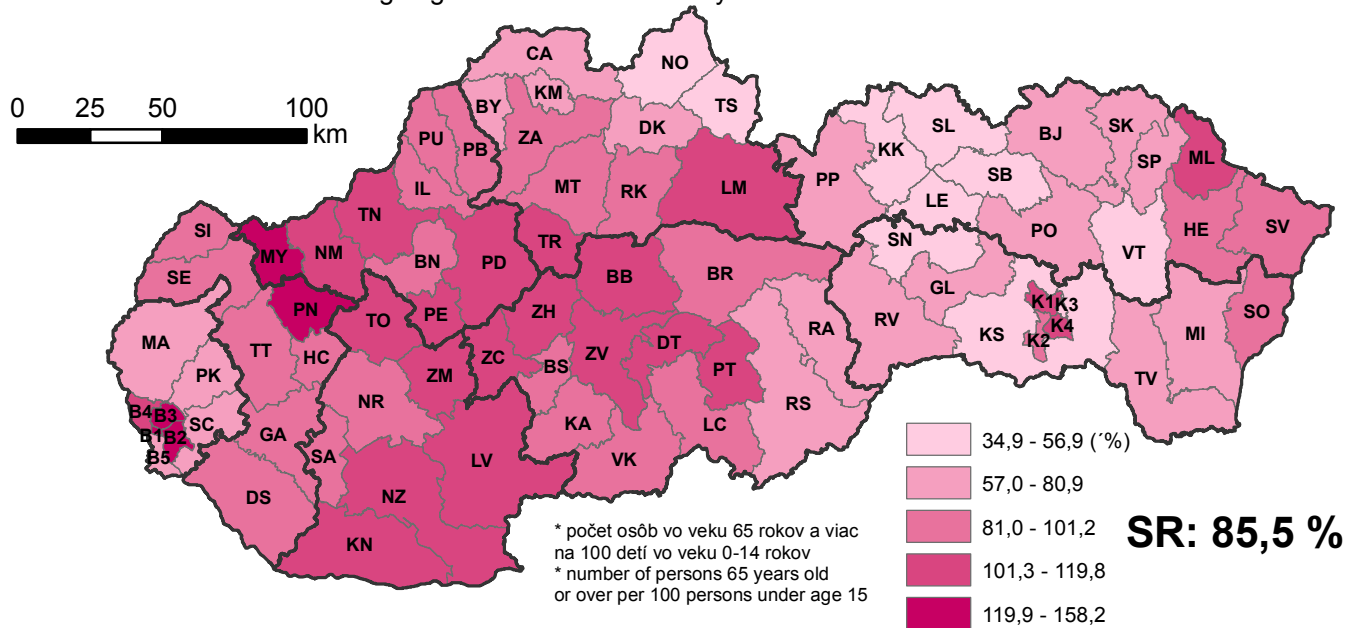 0 25 50 100
km
CA
NO
KM
BY
TS
PU
PB
ZA
DK
IL
MT
RK
LM
PP
KK
SL
SB
LE
BJ
SK
SP
ML
PO
VT
HE
SV
SI
SE
MY
NM
TN
BN
PD
TR
BB
BR
SN
GL
RV
KS
K1
K3
K4
K2
MI
SO
TV
PN
TO
PE
ZH
ZV
DT
PT
RA
RS
MA
TT
HC
PK
ZM
ZC
BS
B4
B3
SC
B1
B2
B5
NR
KA
LC
GA
SA
LV
VK
DS
NZ
KN
34,9 - 56,9 (´%)
57,0 - 80,9
81,0 - 101,2
101,3 - 119,8
119,9 - 158,2
SR: 85,5 %
* počet osôb vo veku 65 rokov a viac
na 100 detí vo veku 0-14 rokov
* number of persons 65 years old
or over per 100 persons under age 15